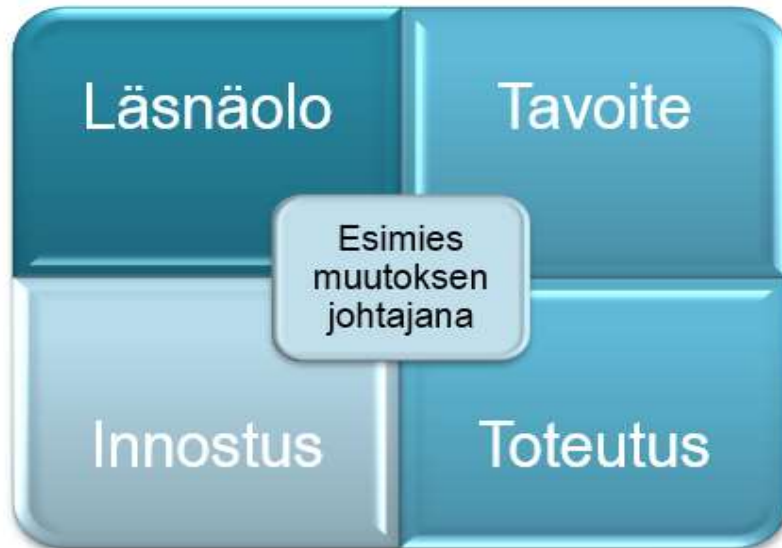 Läsnäolo
Tavoite
Esimies
muutoksen
johtajana
Innostus
Toteutus